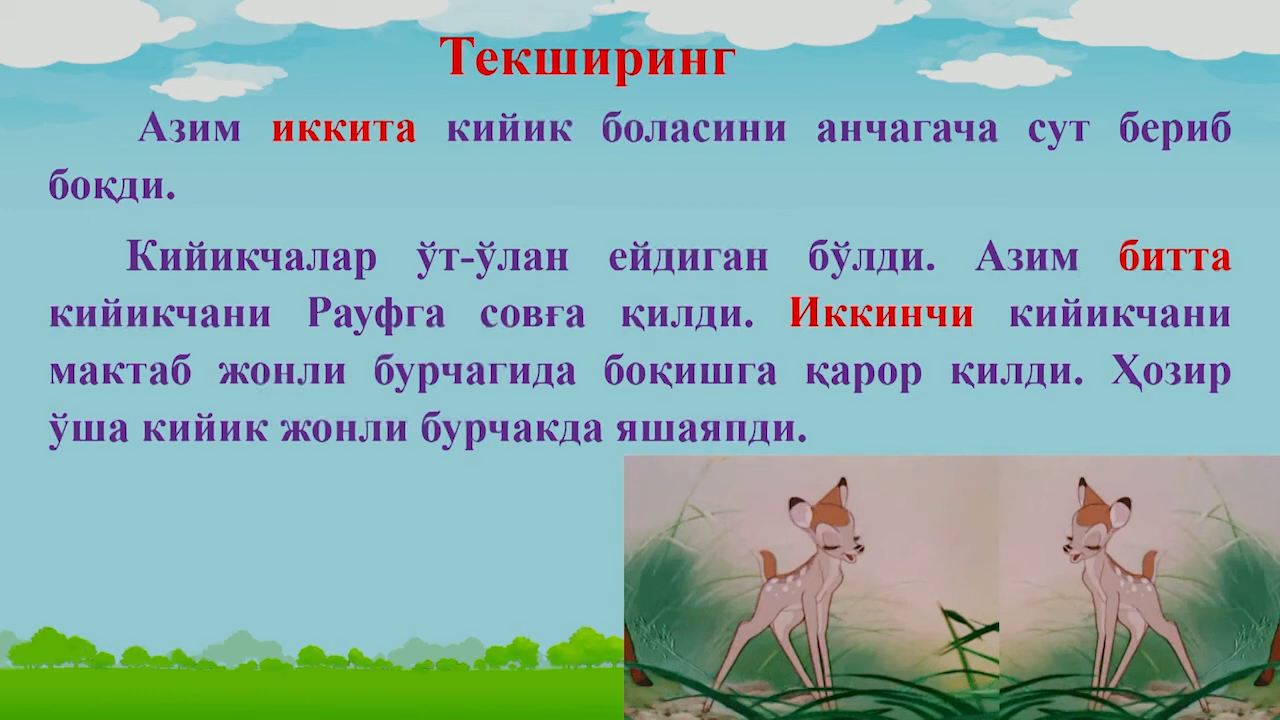 Текширинг
Азим иккита кийик боласини анчагача сут бериб
боқди.
Кийикчалар ўт-ўлан ейдиган бўлди. Азим битта
кийикчани Рауфга совға қилди. Иккинчи кийикчани
мактаб жонли бурчагида боқишга қарор қилди. Ҳозир
ўша кийик жонли бурчакда яшаяпди.